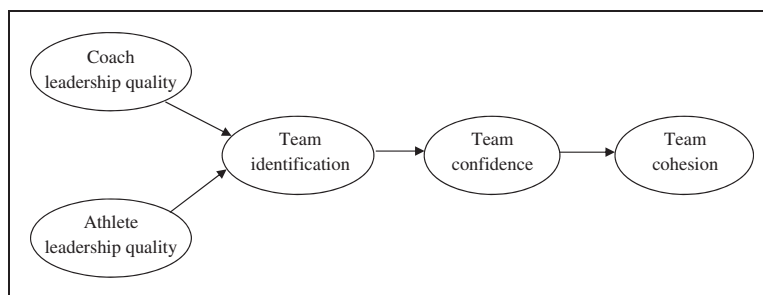 Coach
leadership quality
Team
identification
Team
confidence
Team
cohesion
Athlete
leadership quality